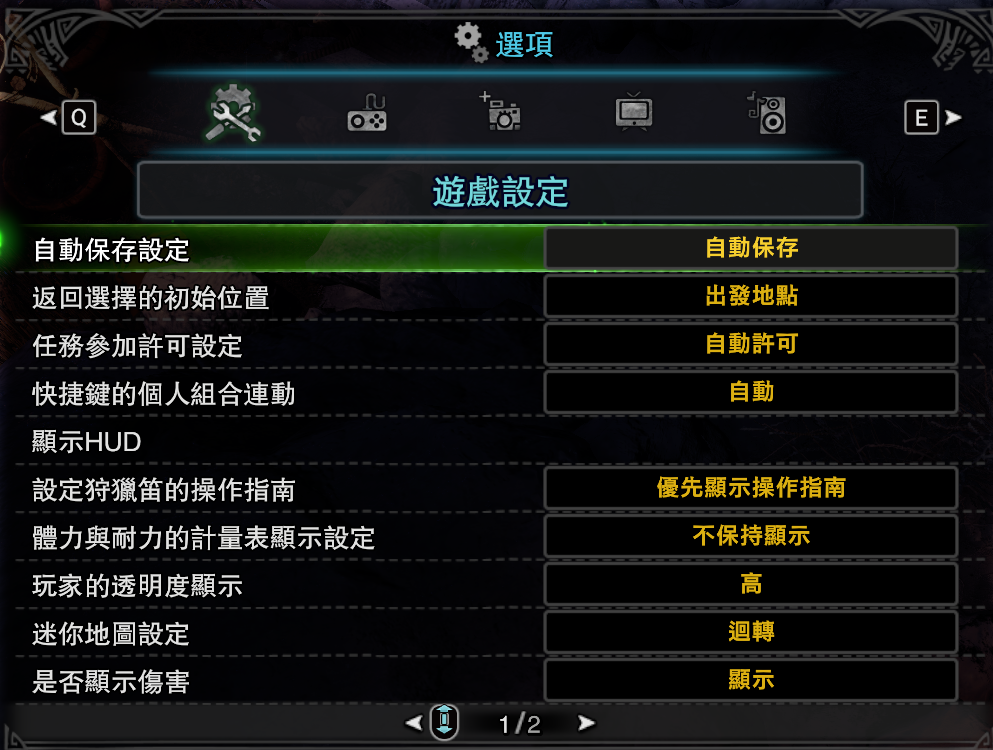 選項
Q
E
遊戲設定
自動保存設定 自動保存
返回選擇的初始位置 出發地點
任務參加許可設定 自動許可
快捷鍵的個人組合連動 自動
顯示HUD
設定狩獵笛的操作指南 優先顯示操作指南
體力與耐力的計量表顯示設定 不保持顯示
玩家的透明度顯示 高
迷你地圖設定 迴轉
是否顯示傷害 顯示
1/2